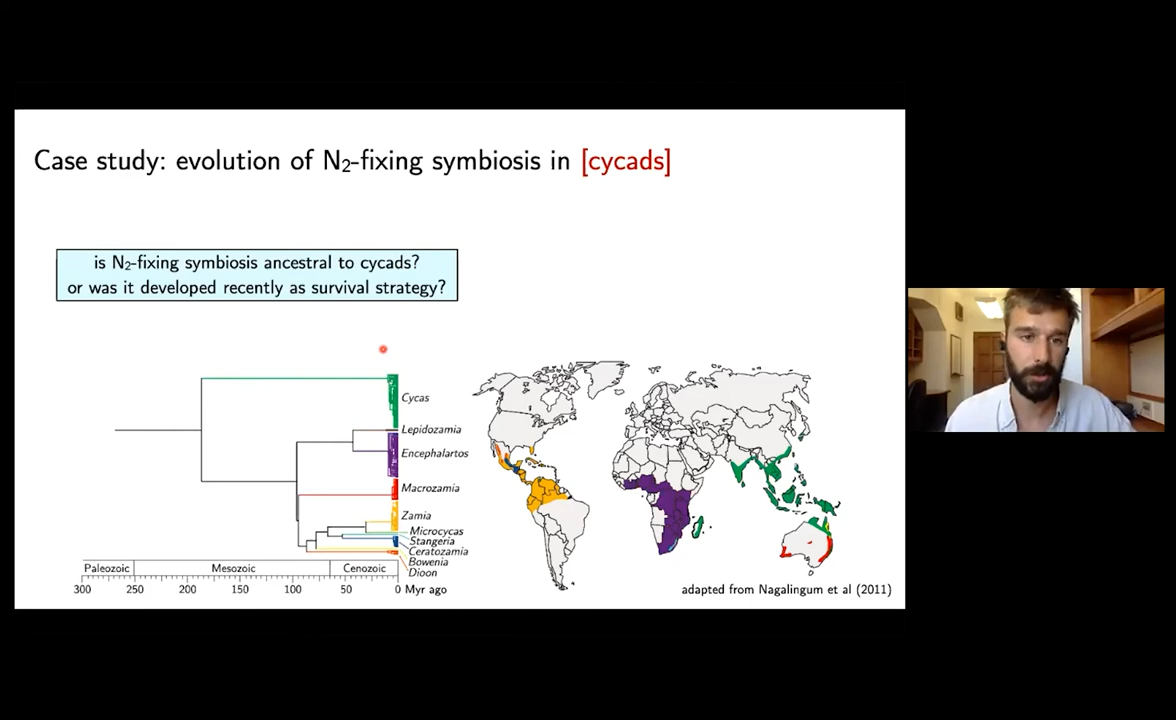 Case study: evolution of N₂-fixing symbiosis in [cycads]
is N₂-fixing symbiosis ancestral to cycads?
or was it developed recently as survival strategy?
Cycas
Lepidozamia
Encephalartos
Macrozamia
Zamia
Microcycas
Stangeria
Ceratozamia
Bowenia
Dioon
Paleozoic Mesozoic Cenozoic
300 250 200 150 100 50 0 Myr ago
adapted from Nagalingum et al (2011)